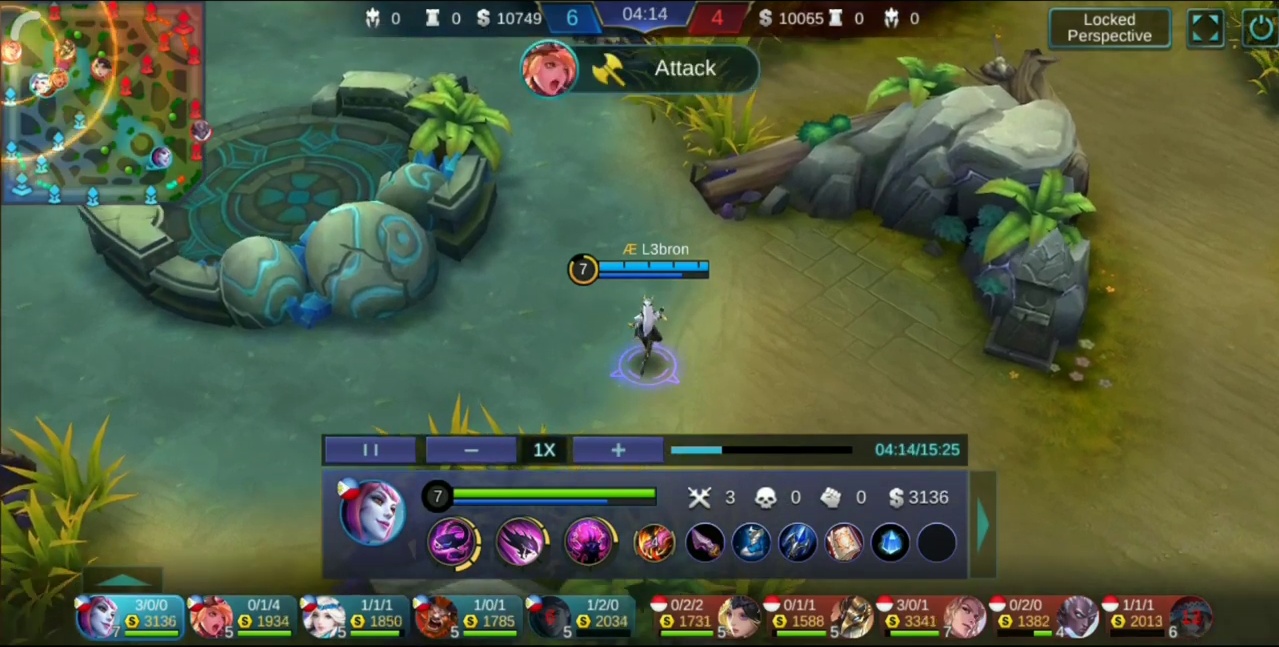 0 0 $ 10749 6 04:14 4 $ 10065 0 0
Locked
Perspective
Attack
Æ L3bron
7
1X 04:14/15:25
7 3 0 0 $ 3136
3/0/0 0/1/4 1/1/1 1/0/1 1/2/0 0/2/2 0/1/1 3/0/1 0/2/0 1/1/1
7 $ 3136 5 $ 1934 5 $ 1850 5 $ 1785 5 $ 2034 $ 1731 5 $ 1588 5 $ 3341 7 $ 1382 4 $ 2013 6